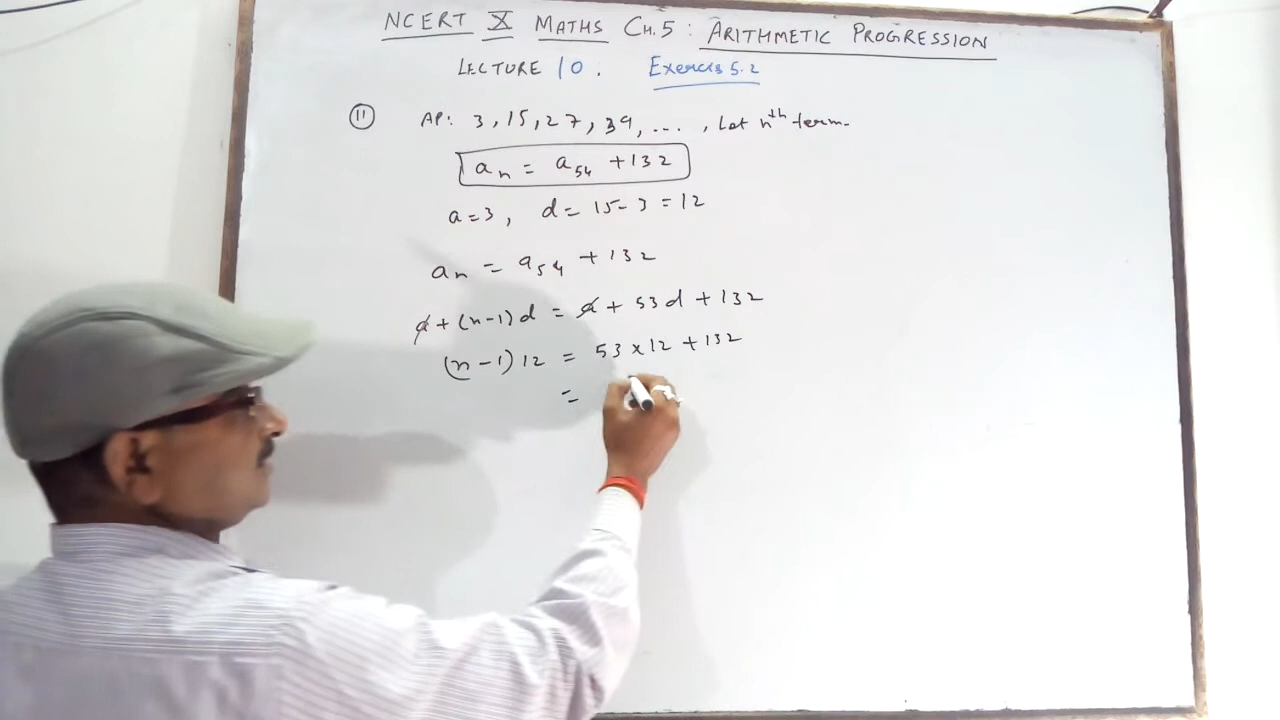 NCERT X MATHS Ch.5: ARITHMETIC PROGRESSION
LECTURE 10. Exercis 5.2
11 AP: 3, 15, 27, 39, ..., Let nth term.
aₙ = a₅₄ + 132
a = 3, d = 15 - 3 = 12
aₙ = a₅₄ + 132
a + (n-1) d = a + 53d + 132
(n-1) 12 = 53 x 12 + 132
=